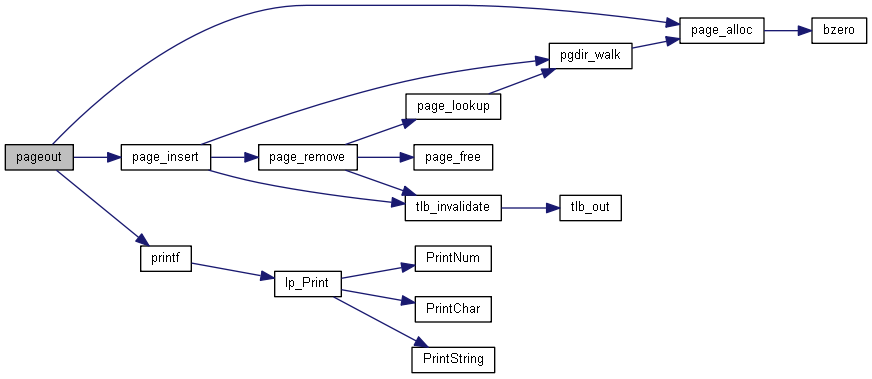 page_alloc
bzero
pgdir_walk
page_lookup
pageout
page_insert
page_remove
page_free
tlb_invalidate
tlb_out
printf
lp_Print
PrintNum
PrintChar
PrintString